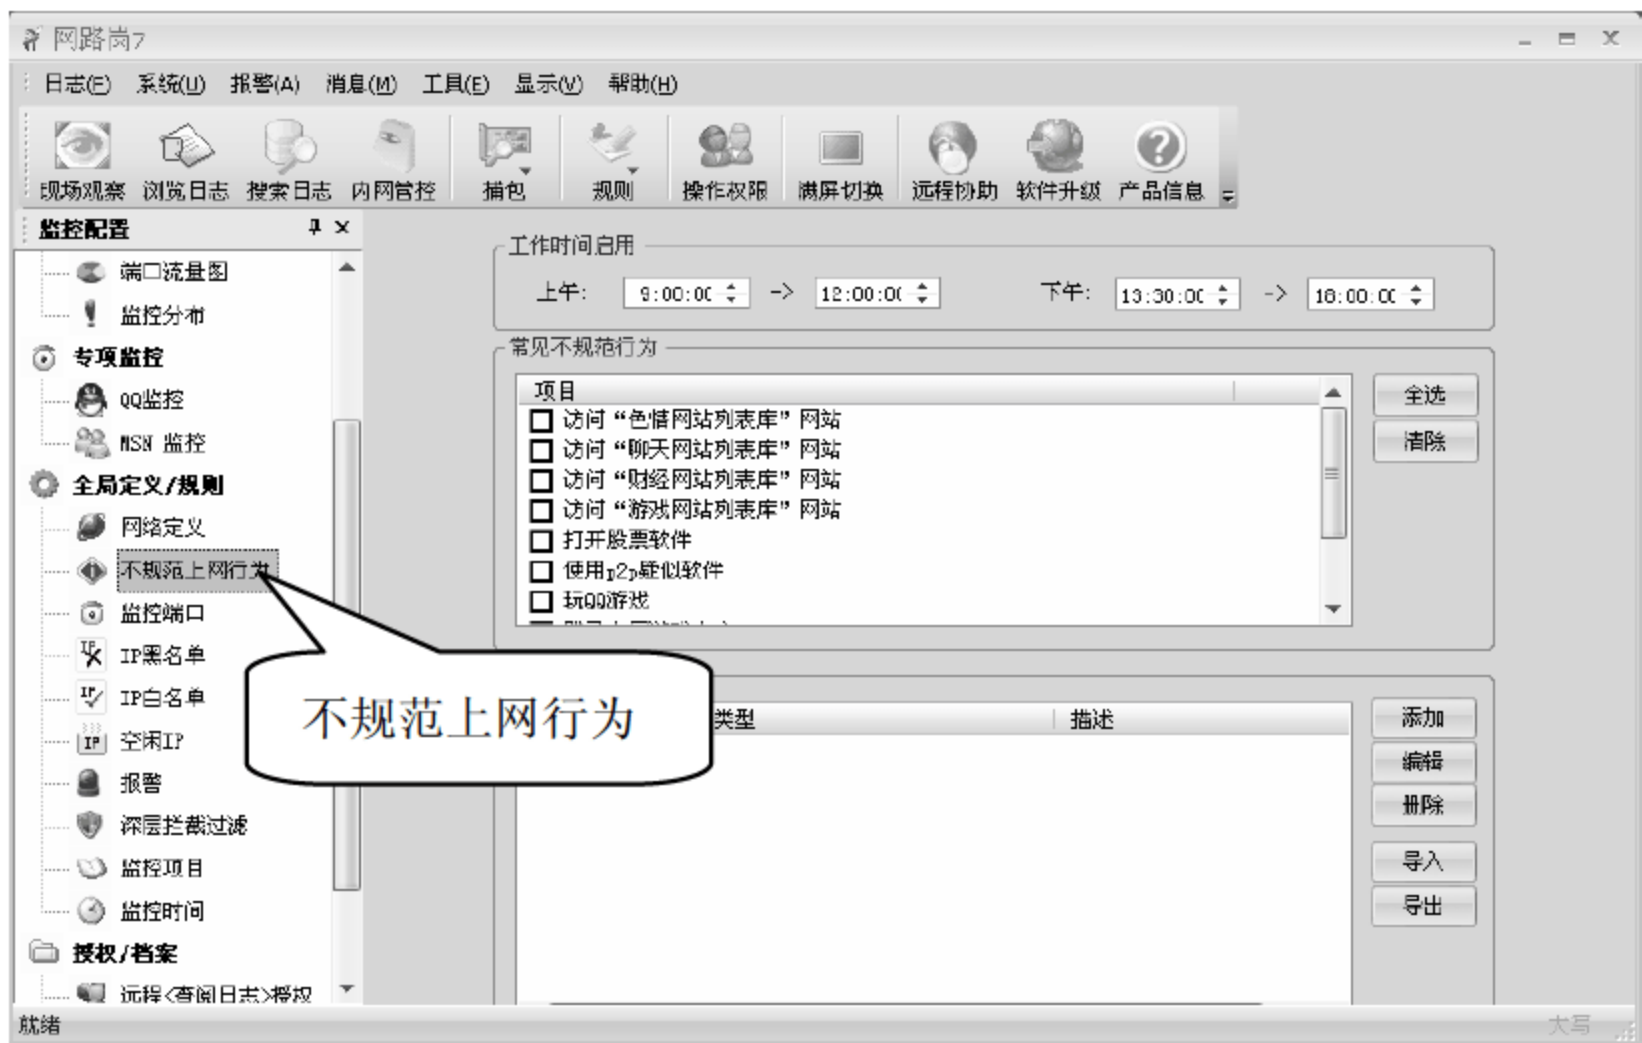 网路岗7
日志(F) 系统(U) 报警(A) 消息(M) 工具(E) 显示(V) 帮助(H)
现场观察 浏览日志 搜索日志 内网管控 捕包 规则 操作权限 满屏切换 远程协助 软件升级 产品信息
监控配置
端口流量图
监控分布
专项监控
QQ监控
MSN 监控
全局定义/规则
网络定义
不规范上网行为
监控端口
IP黑名单
IP白名单
空闲IP
报警
深层拦截过滤
监控项目
监控时间
授权/档案
远程<查阅日志>授权
不规范上网行为
工作时间启用
上午: 9:00:00 -> 12:00:00 下午: 13:30:00 -> 18:00:00
常见不规范行为
项目
访问“色情网站列表库”网站
访问“聊天网站列表库”网站
访问“财经网站列表库”网站
访问“游戏网站列表库”网站
打开股票软件
使用p2p疑似软件
玩QQ游戏
全选
清除
类型 描述
添加
编辑
删除
导入
导出
就绪 大写